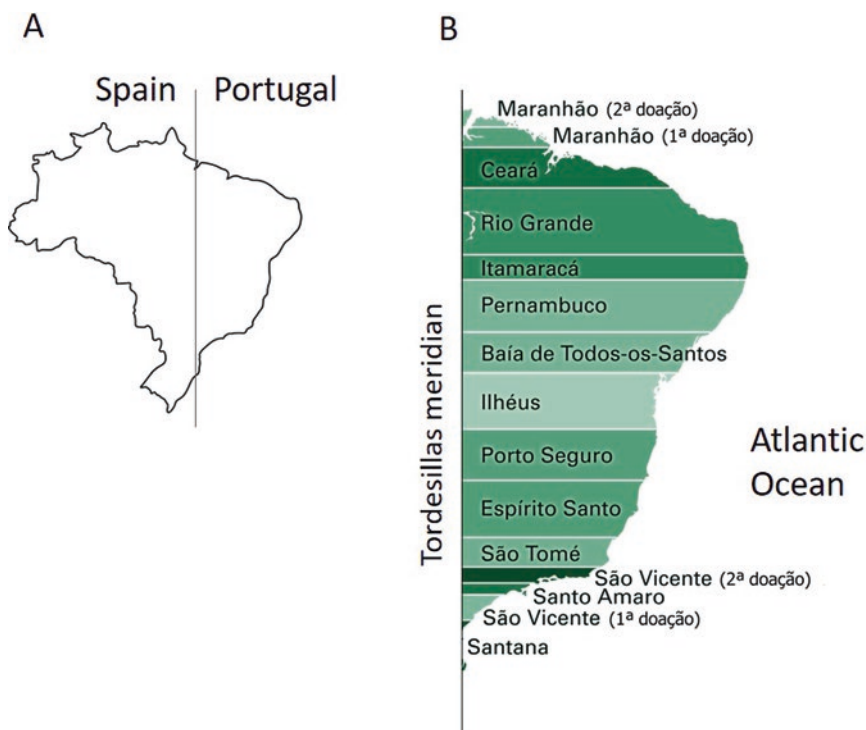 A
Spain
Portugal
B
Tordesillas meridian
Maranhão (2ª doação)
Maranhão (1ª doação)
Ceará
Rio Grande
Itamaracá
Pernambuco
Baía de Todos-os-Santos
Ilhéus
Porto Seguro
Espírito Santo
São Tomé
São Vicente (2ª doação)
Santo Amaro
São Vicente (1ª doação)
Santana
Atlantic
Ocean